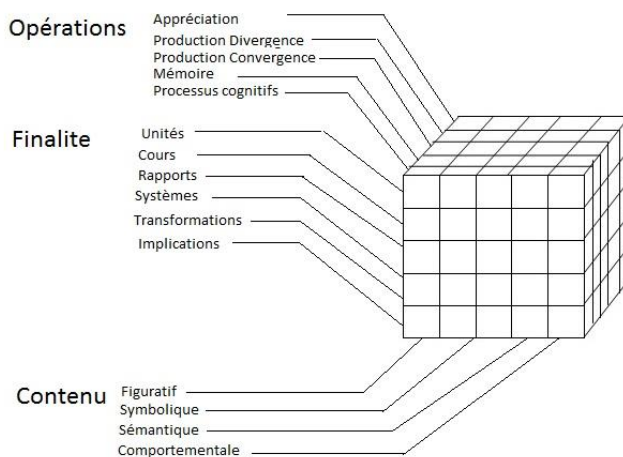 Opérations
Appréciation
Production Divergence
Production Convergence
Mémoire
Processus cognitifs
Finalite
Unités
Cours
Rapports
Systèmes
Transformations
Implications
Contenu
Figuratif
Symbolique
Sémantique
Comportementale